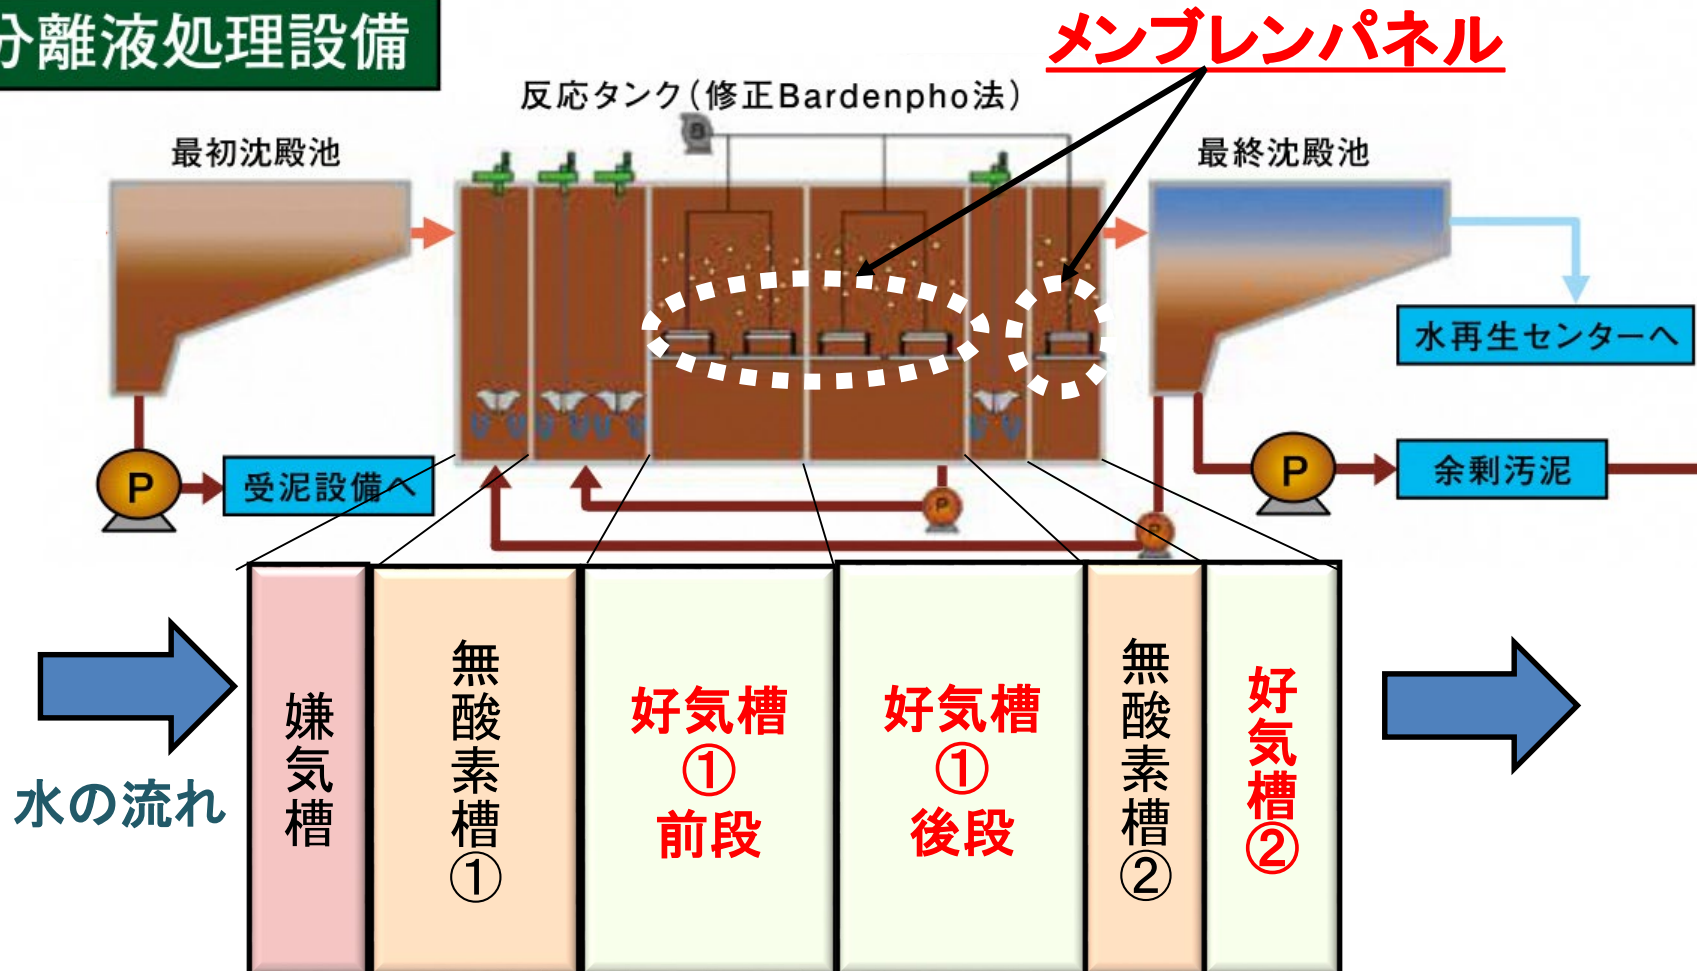 分離液処理設備
メンブレンパネル
反応タンク(修正Bardenpho法)
最初沈殿池
最終沈殿池
B
水再生センターへ
P
受泥設備へ
P
P
P
余剰汚泥
水の流れ
嫌気槽
無酸素槽①
好気槽
①
前段
好気槽
①
後段
無酸素槽②
好気槽②